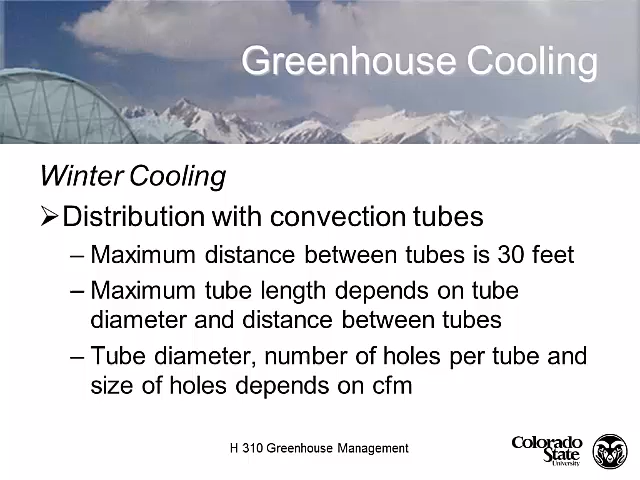 Greenhouse Cooling
Winter Cooling
➢Distribution with convection tubes
– Maximum distance between tubes is 30 feet
– Maximum tube length depends on tube
diameter and distance between tubes
– Tube diameter, number of holes per tube and
size of holes depends on cfm
H 310 Greenhouse Management
Colorado
State
University